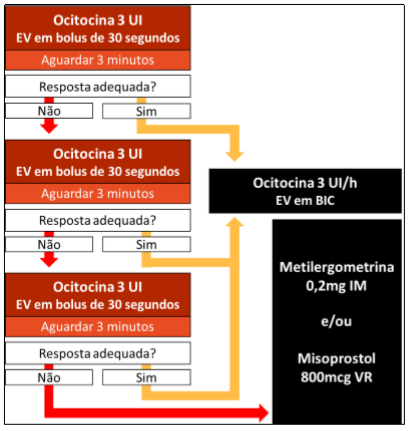 Ocitocina 3 UI
EV em bolus de 30 segundos
Aguardar 3 minutos
Resposta adequada?
Não
Sim
Ocitocina 3 UI
EV em bolus de 30 segundos
Aguardar 3 minutos
Resposta adequada?
Não
Sim
Ocitocina 3 UI
EV em bolus de 30 segundos
Aguardar 3 minutos
Resposta adequada?
Não
Sim
Ocitocina 3 UI/h
EV em BIC
Metilergometrina
0,2mg IM
e/ou
Misoprostol
800mcg VR